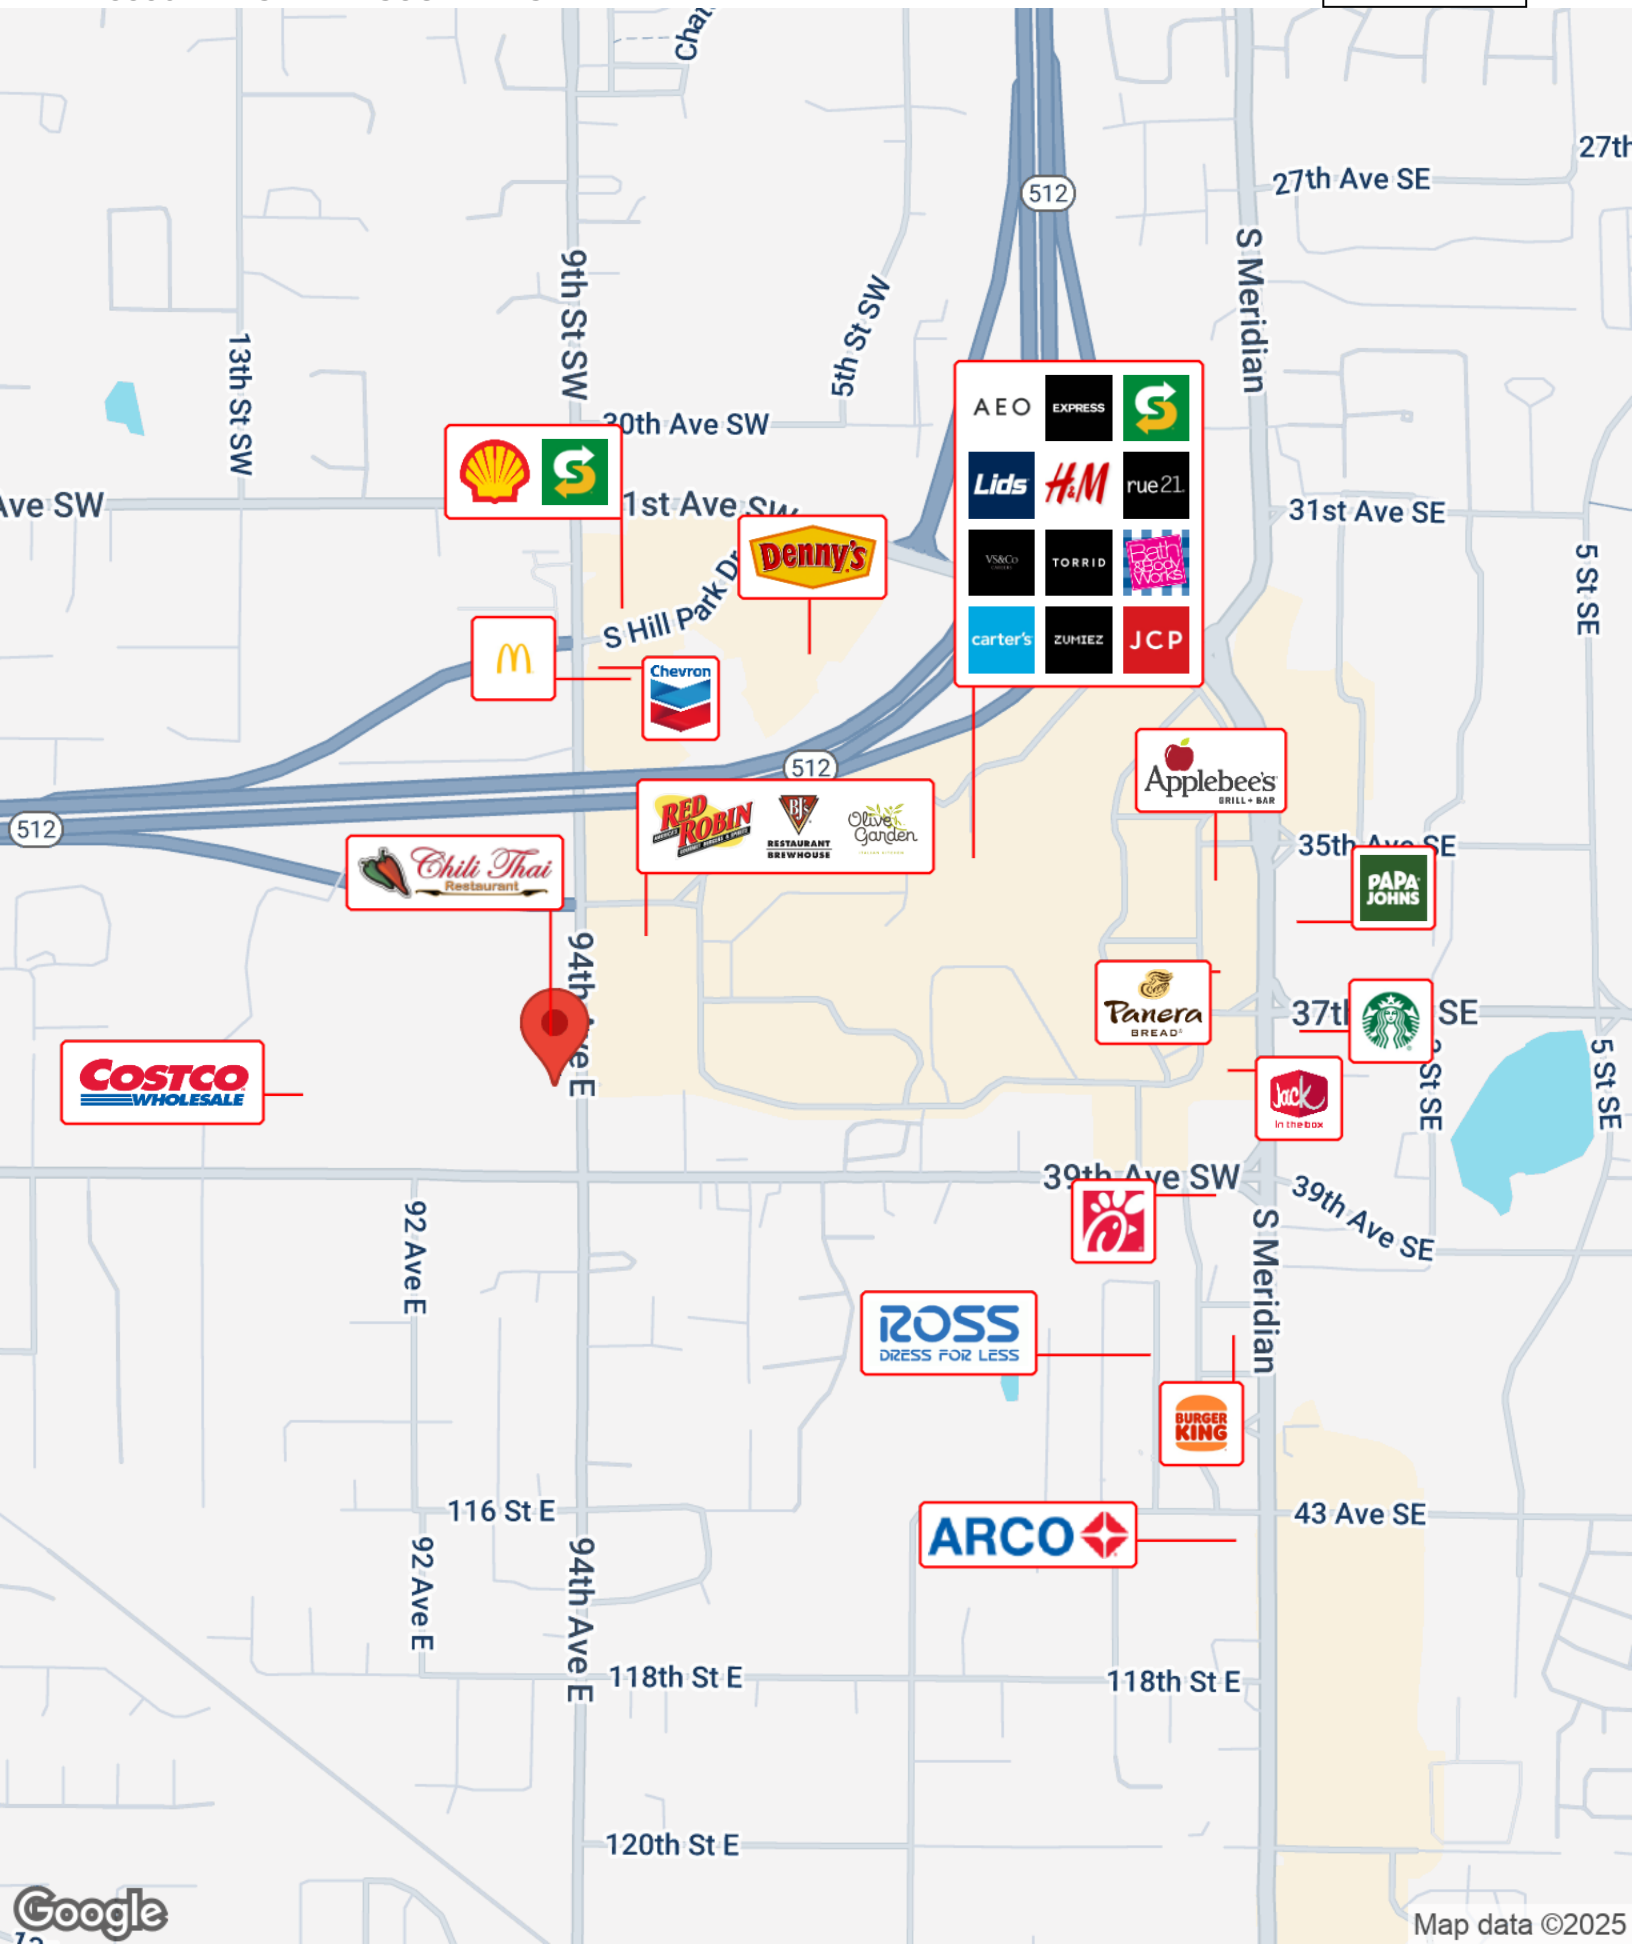 27th
27th Ave SE
512
S Meridian
9th St SW
5th St SW
13th St SW
30th Ave SW
AEO
EXPRESS
Lids
H&M
rue21
VS&Co
TORRID
Bath
&Body
Works
carter's
ZUMIEZ
JCP
Ave SW
1st Ave SW
31st Ave SE
Denny's
5 St SE
S Hill Park Dr
Chevron
512
512
Applebee's
GRILL + BAR
RED
ROBIN
BJ's
RESTAURANT
BREWHOUSE
Olive
Garden
35th Ave SE
Chili Thai
Restaurant
PAPA
JOHNS
94th Ave E
Panera
BREAD
37th
SE
COSTCO
WHOLESALE
St SE
5 St SE
Jack
in the box
39th Ave SW
39th Ave SE
92 Ave E
S Meridian
ROSS
DRESS FOR LESS
BURGER
KING
116 St E
ARCO
43 Ave SE
92 Ave E
94th Ave E
118th St E
118th St E
120th St E
Google
Map data ©2025